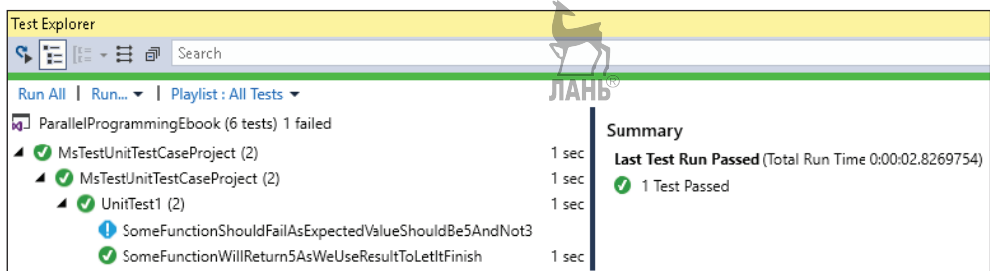 Test Explorer
Search
ЛАНЬ®
Run All | Run... | Playlist : All Tests
ParallelProgrammingEbook (6 tests) 1 failed
MsTestUnitTestCaseProject (2) 1 sec
MsTestUnitTestCaseProject (2) 1 sec
UnitTest1 (2) 1 sec
SomeFunctionShouldFailAsExpectedValueShouldBe5AndNot3
SomeFunctionWillReturn5AsWeUseResultToLetItFinish 1 sec
Summary
Last Test Run Passed (Total Run Time 0:00:02.8269754)
1 Test Passed